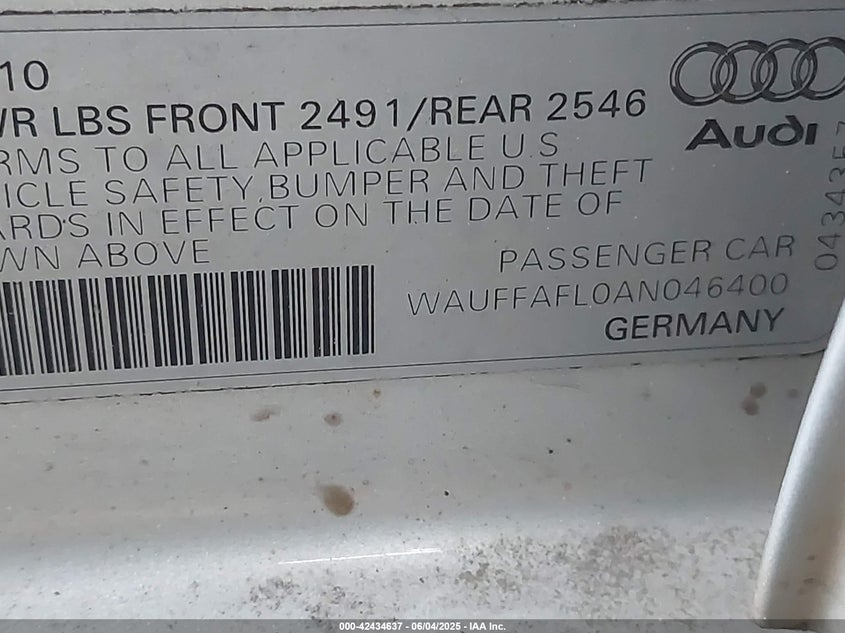 10
WR LBS FRONT 2491/REAR 2546
RMS TO ALL APPLICABLE U.S
ICLE SAFETY, BUMPER AND THEFT
ARDS IN EFFECT ON THE DATE OF
WN ABOVE
PASSENGER CAR
WAUFFAFL0AN046400
GERMANY
Audi
0434357
000-42434637 - 06/04/2025 - IAA Inc.